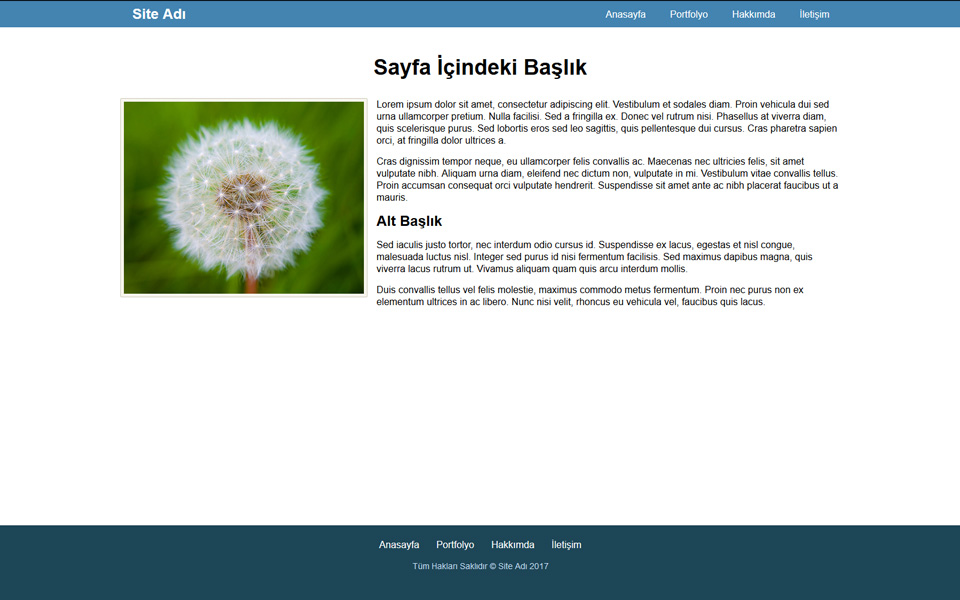 Site Adı
Anasayfa Portfolyo Hakkımda İletişim
Sayfa İçindeki Başlık
Lorem ipsum dolor sit amet, consectetur adipiscing elit. Vestibulum et sodales diam. Proin vehicula dui sed
urna ullamcorper pretium. Nulla facilisi. Sed a fringilla ex. Donec vel rutrum nisi. Phasellus at viverra diam,
quis scelerisque purus. Sed lobortis eros sed leo sagittis, quis pellentesque dui cursus. Cras pharetra sapien
orci, at fringilla dolor ultrices a.
Cras dignissim tempor neque, eu ullamcorper felis convallis ac. Maecenas nec ultricies felis, sit amet
vulputate nibh. Aliquam urna diam, eleifend nec dictum non, vulputate in mi. Vestibulum vitae convallis tellus.
Proin accumsan consequat orci vulputate hendrerit. Suspendisse sit amet ante ac nibh placerat faucibus ut a
mauris.
Alt Başlık
Sed iaculis justo tortor, nec interdum odio cursus id. Suspendisse ex lacus, egestas et nisl congue,
malesuada luctus nisl. Integer sed purus id nisi fermentum facilisis. Sed maximus dapibus magna, quis
viverra lacus rutrum ut. Vivamus aliquam quam quis arcu interdum mollis.
Duis convallis tellus vel felis molestie, maximus commodo metus fermentum. Proin nec purus non ex
elementum ultrices in ac libero. Nunc nisi velit, rhoncus eu vehicula vel, faucibus quis lacus.
Anasayfa Portfolyo Hakkımda İletişim
Tüm Hakları Saklıdır © Site Adı 2017